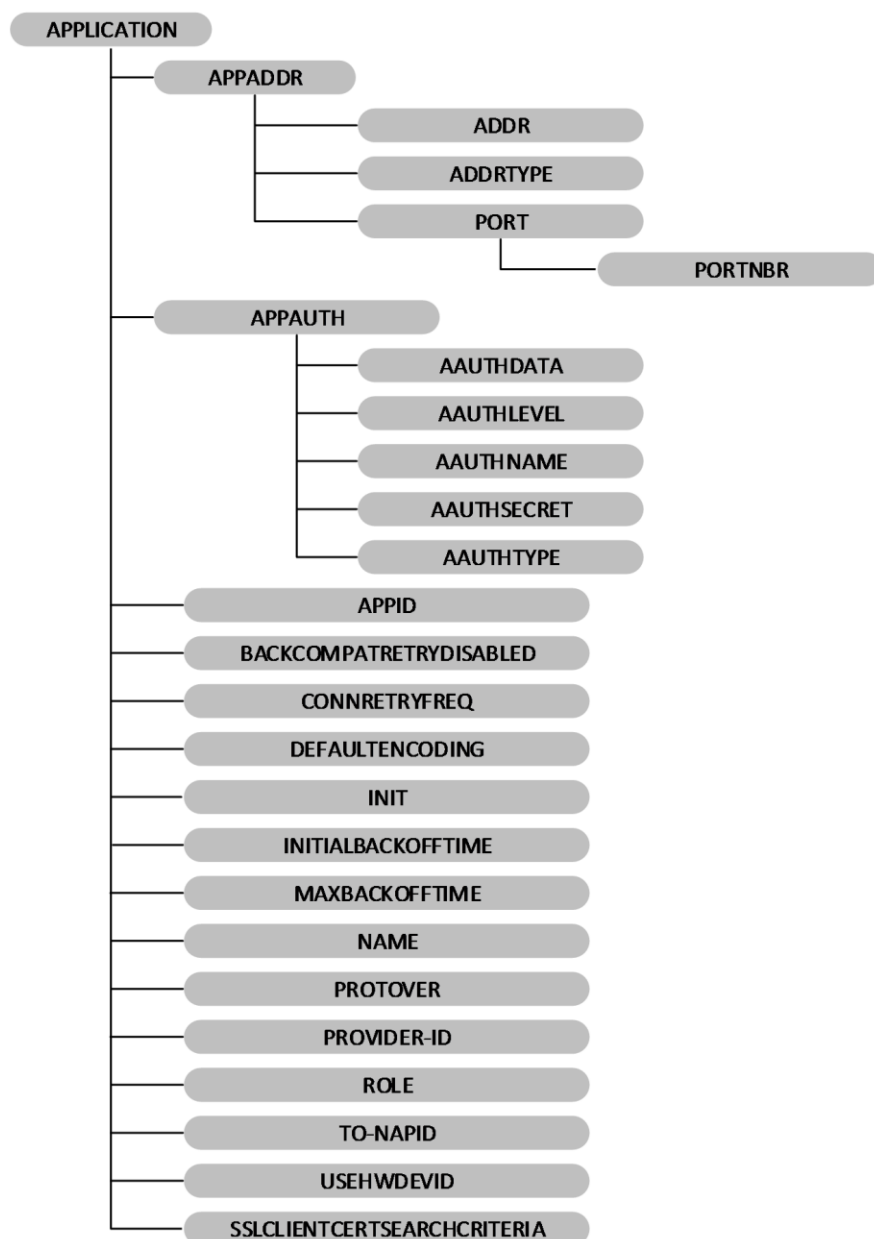 APPLICATION
APPADDR
ADDR
ADDRTYPE
PORT
PORTNBR
APPAUTH
AAUTHDATA
AAUTHLEVEL
AAUTHNAME
AAUTHSECRET
AAUTHTYPE
APPID
BACKCOMPATRETRYDISABLED
CONNRETRYFREQ
DEFAULTENCODING
INIT
INITIALBACKOFFTIME
MAXBACKOFFTIME
NAME
PROTOVER
PROVIDER-ID
ROLE
TO-NAPID
USEHWDEVID
SSLCLIENTCERTSEARCHCRITERIA